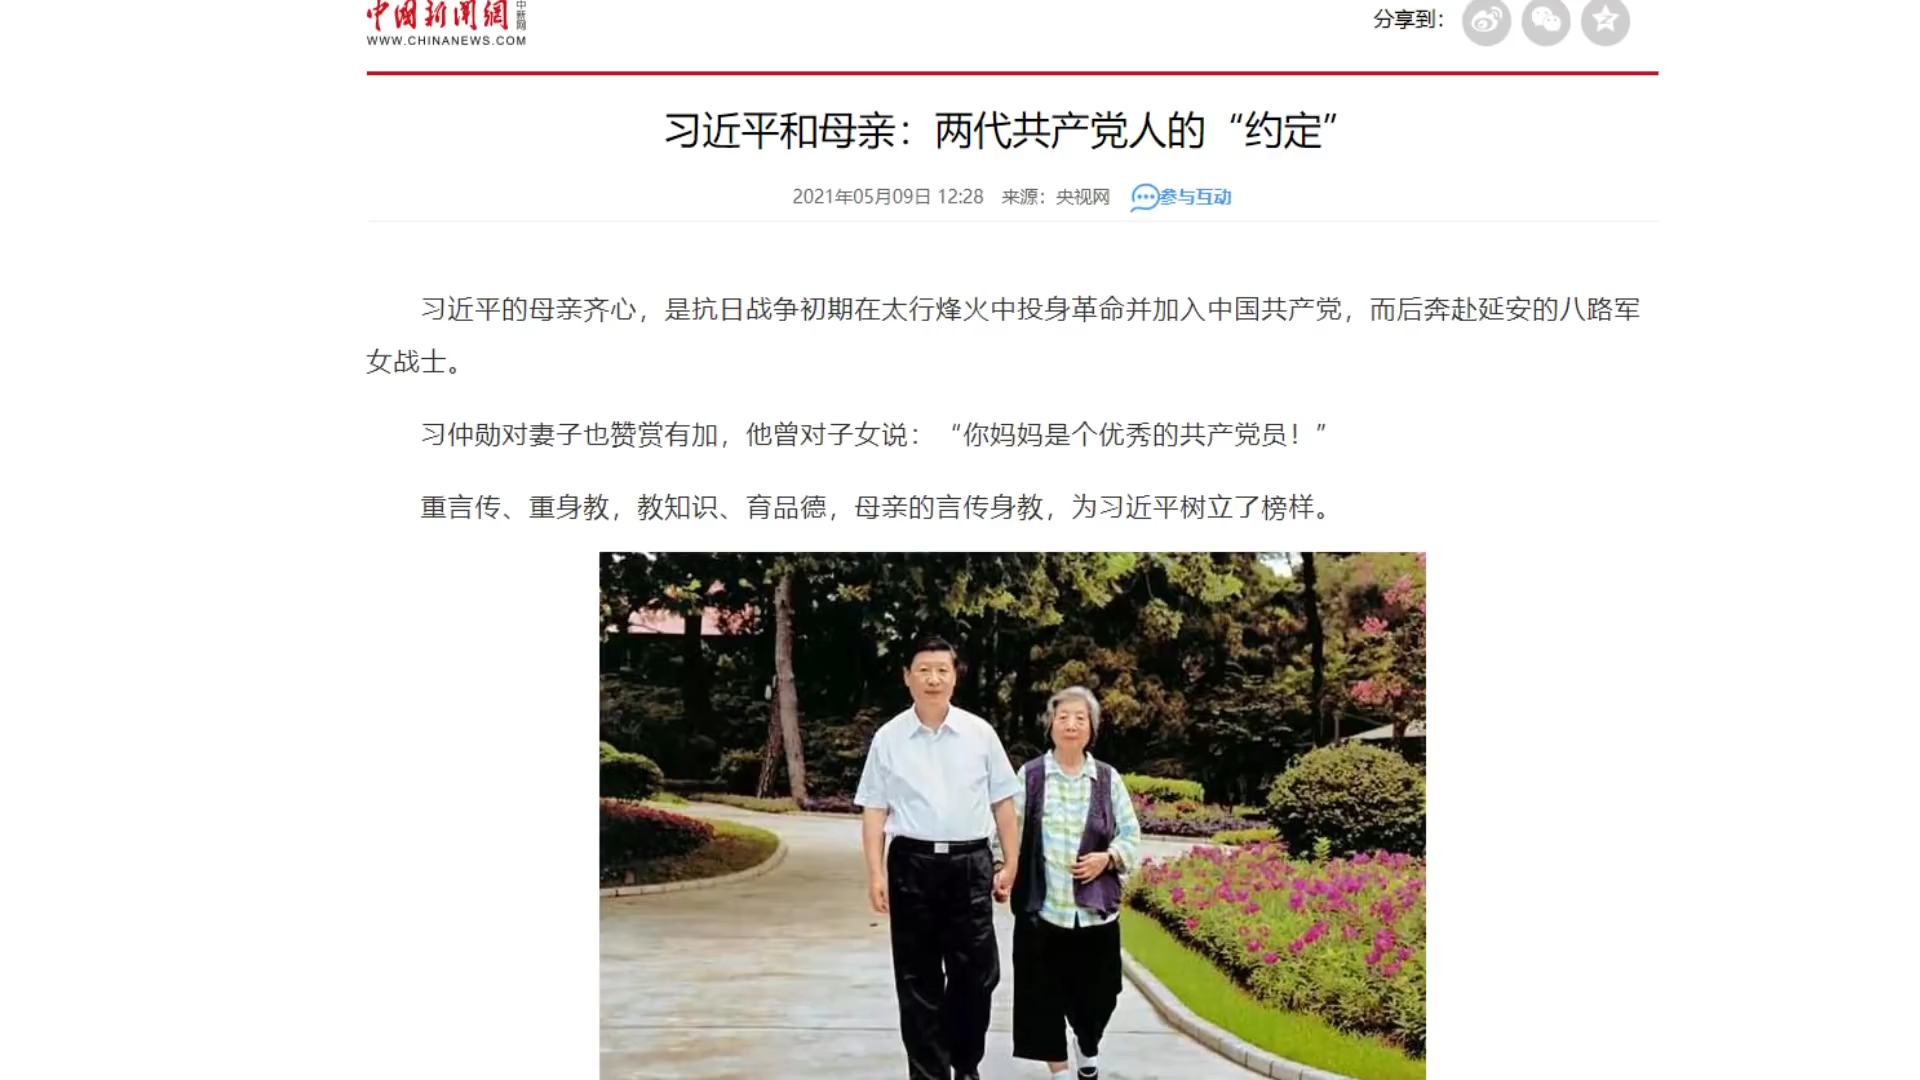 中國新聞網
中新网
WWW.CHINANEWS.COM
分享到：
习近平和母亲：两代共产党人的“约定”
2021年05月09日 12:28 来源：央视网 参与互动
习近平的母亲齐心，是抗日战争初期在太行烽火中投身革命并加入中国共产党，而后奔赴延安的八路军
女战士。
习仲勋对妻子也赞赏有加，他曾对子女说：“你妈妈是个优秀的共产党员！”
重言传、重身教，教知识、育品德，母亲的言传身教，为习近平树立了榜样。